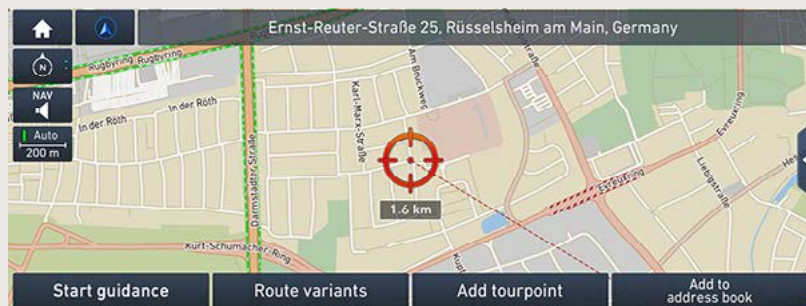 Ernst-Reuter-Straße 25, Rüsselsheim am Main, Germany
Rugbyring
Rugbyring
N
NAV
In der Röth
In der Röth
Auto
200 m
Darmstädter Straße
Karl-Marx-Straße
Am Brückweg
straße
Evreuxring
Evreuxring
Liebigstraße
1.6 km
Kurt-Schumacher-Ring
Start guidance
Route variants
Add tourpoint
Add to
address book